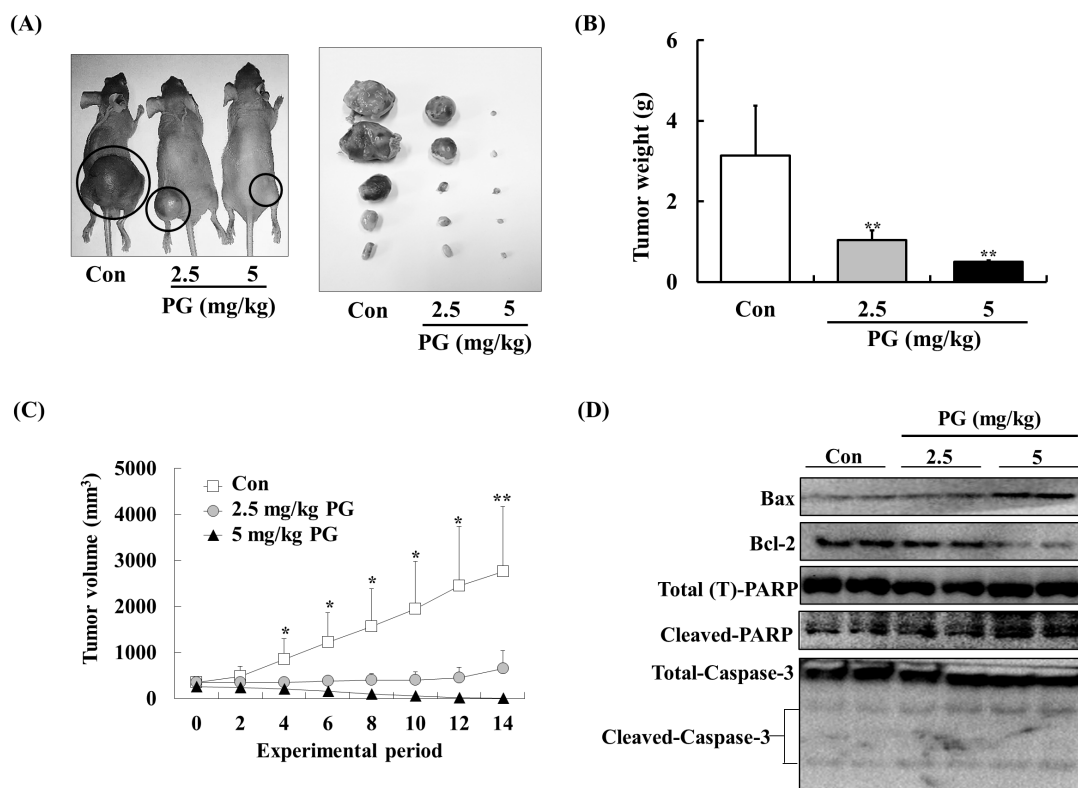 (A)
Con
2.5
5
PG (mg/kg)
Con
2.5
5
PG (mg/kg)
(B)
Tumor weight (g)
6
4
2
0
**
**
Con
2.5
5
PG (mg/kg)
(C)
Tumor volume (mm³)
5000
4000
3000
2000
1000
0
Con
2.5 mg/kg PG
5 mg/kg PG
*
*
*
*
*
**
0 2 4 6 8 10 12 14
Experimental period
(D)
PG (mg/kg)
Con 2.5 5
Bax
Bcl-2
Total (T)-PARP
Cleaved-PARP
Total-Caspase-3
Cleaved-Caspase-3